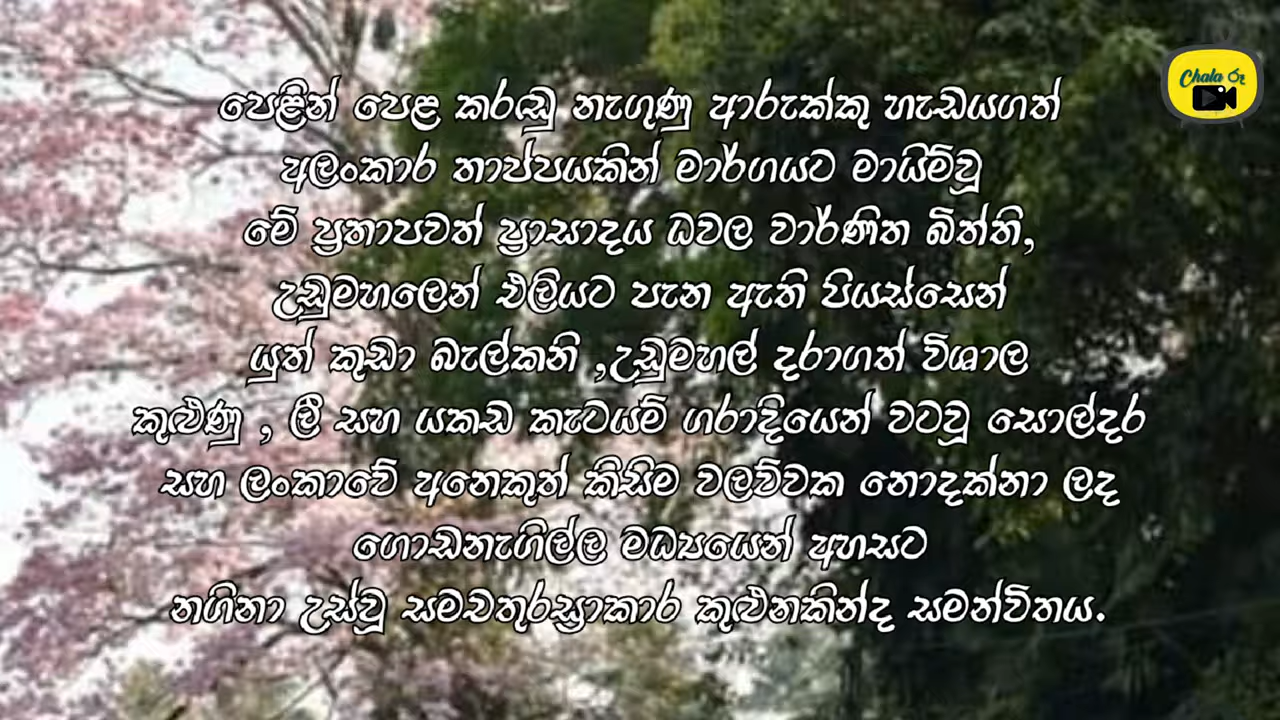 Chala රූ
පෙළින් පෙළ කරඬු නැගුණු ආරුක්කු හැඩයගත්
අලංකාර තාප්පයකින් මාර්ගයට මායිම්වූ
මේ ප්‍රතාපවත් ප්‍රාසාදය ධවල වාර්ණිත බිත්ති,
උඩුමහලෙන් එලියට පැන ඇති පියස්සෙන්
යුත් කුඩා බැල්කනි ,උඩුමහල් දරාගත් විශාල
කුළුණු , ලී සහ යකඩ කැටයම් ගරාදියෙන් වටවූ සොල්දර
සහ ලංකාවේ අනෙකුත් කිසිම වලව්වක නොදක්නා ලද
ගොඩනැගිල්ල මධ්‍යයෙන් අහසට
නගිනා උස්වූ සමචතුරස්‍රාකාර කුළුනකින්ද සමන්විතය.